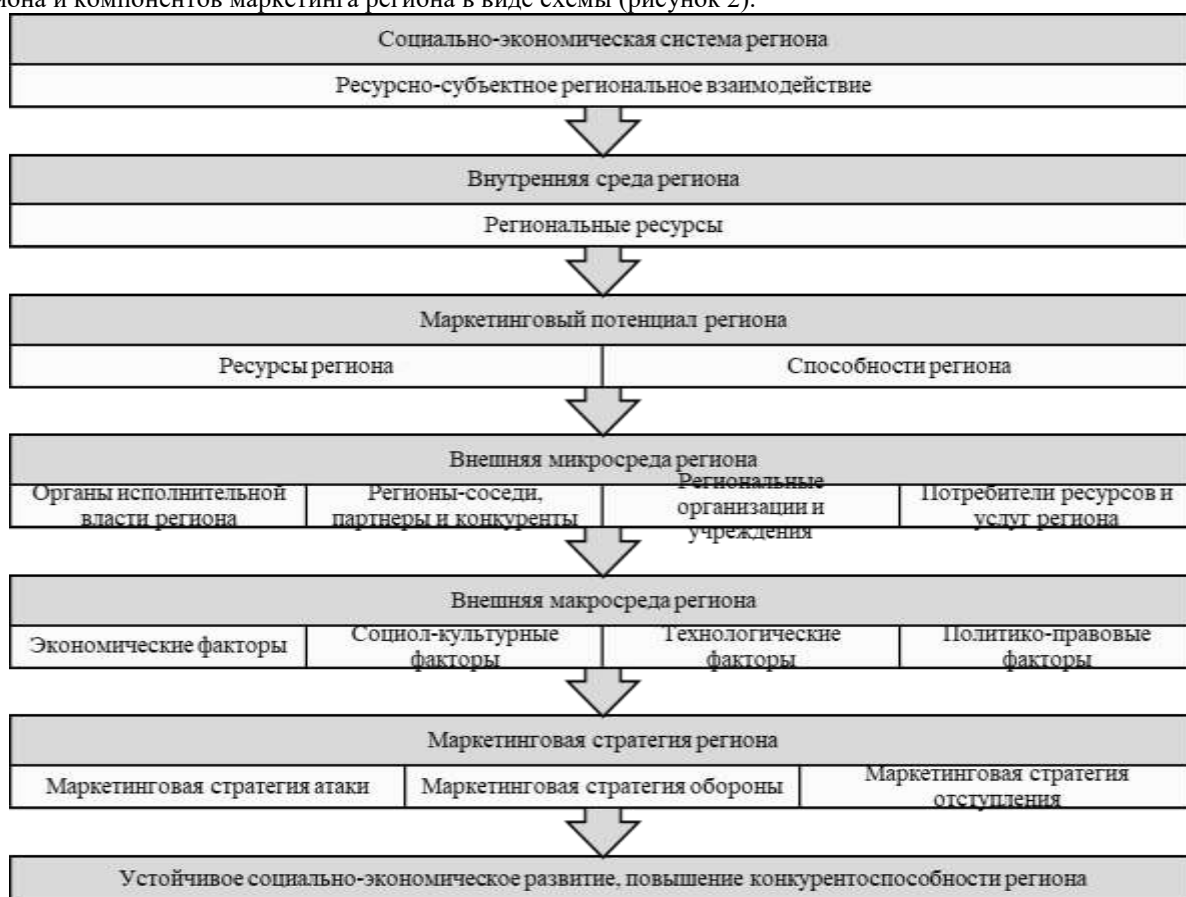 иона и компонентов маркетинга региона в виде схемы (рисунок 2).
Социально-экономическая система региона
Ресурсно-субъектное региональное взаимодействие
Внутренняя среда региона
Региональные ресурсы
Маркетинговый потенциал региона
Ресурсы региона
Способности региона
Внешняя микросреда региона
Органы исполнительной
власти региона
Регионы-соседи,
партнеры и конкуренты
Региональные
организации и
учреждения
Потребители ресурсов и
услуг региона
Внешняя макросреда региона
Экономические факторы
Социол-культурные
факторы
Технологические
факторы
Политико-правовые
факторы
Маркетинговая стратегия региона
Маркетинговая стратегия атаки
Маркетинговая стратегия обороны
Маркетинговая стратегия
отступления
Устойчивое социально-экономическое развитие, повышение конкурентоспособности региона